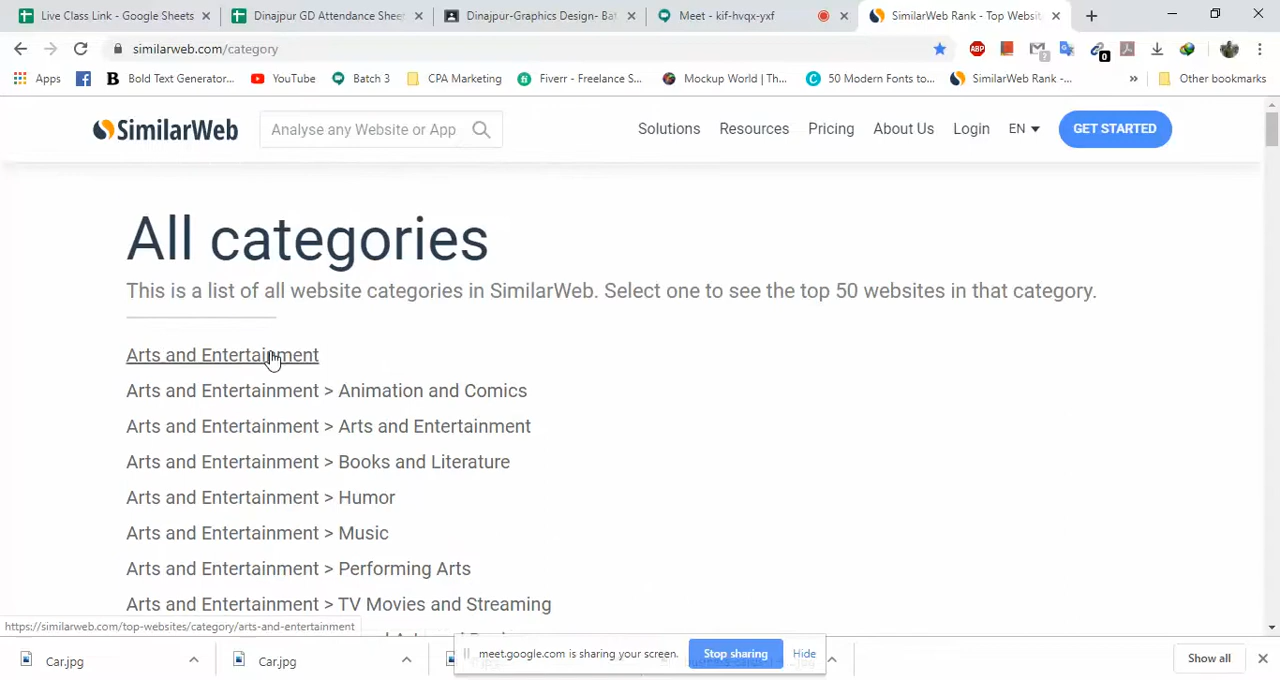 Live Class Link - Google Sheets
Dinajpur GD Attendance Sheet
Dinajpur-Graphics Design- Bat
Meet - kif-hvqx-yxf
SimilarWeb Rank - Top Websit
similarweb.com/category
Apps
Bold Text Generator...
YouTube
Batch 3
CPA Marketing
Fiverr - Freelance S...
Mockup World | Th...
50 Modern Fonts to...
SimilarWeb Rank -...
Other bookmarks
SimilarWeb
Analyse any Website or App
Solutions
Resources
Pricing
About Us
Login
EN
GET STARTED
All categories
This is a list of all website categories in SimilarWeb. Select one to see the top 50 websites in that category.
Arts and Entertainment
Arts and Entertainment > Animation and Comics
Arts and Entertainment > Arts and Entertainment
Arts and Entertainment > Books and Literature
Arts and Entertainment > Humor
Arts and Entertainment > Music
Arts and Entertainment > Performing Arts
Arts and Entertainment > TV Movies and Streaming
https://similarweb.com/top-websites/category/arts-and-entertainment
Car.jpg
Car.jpg
meet.google.com is sharing your screen.
Stop sharing
Hide
Show all